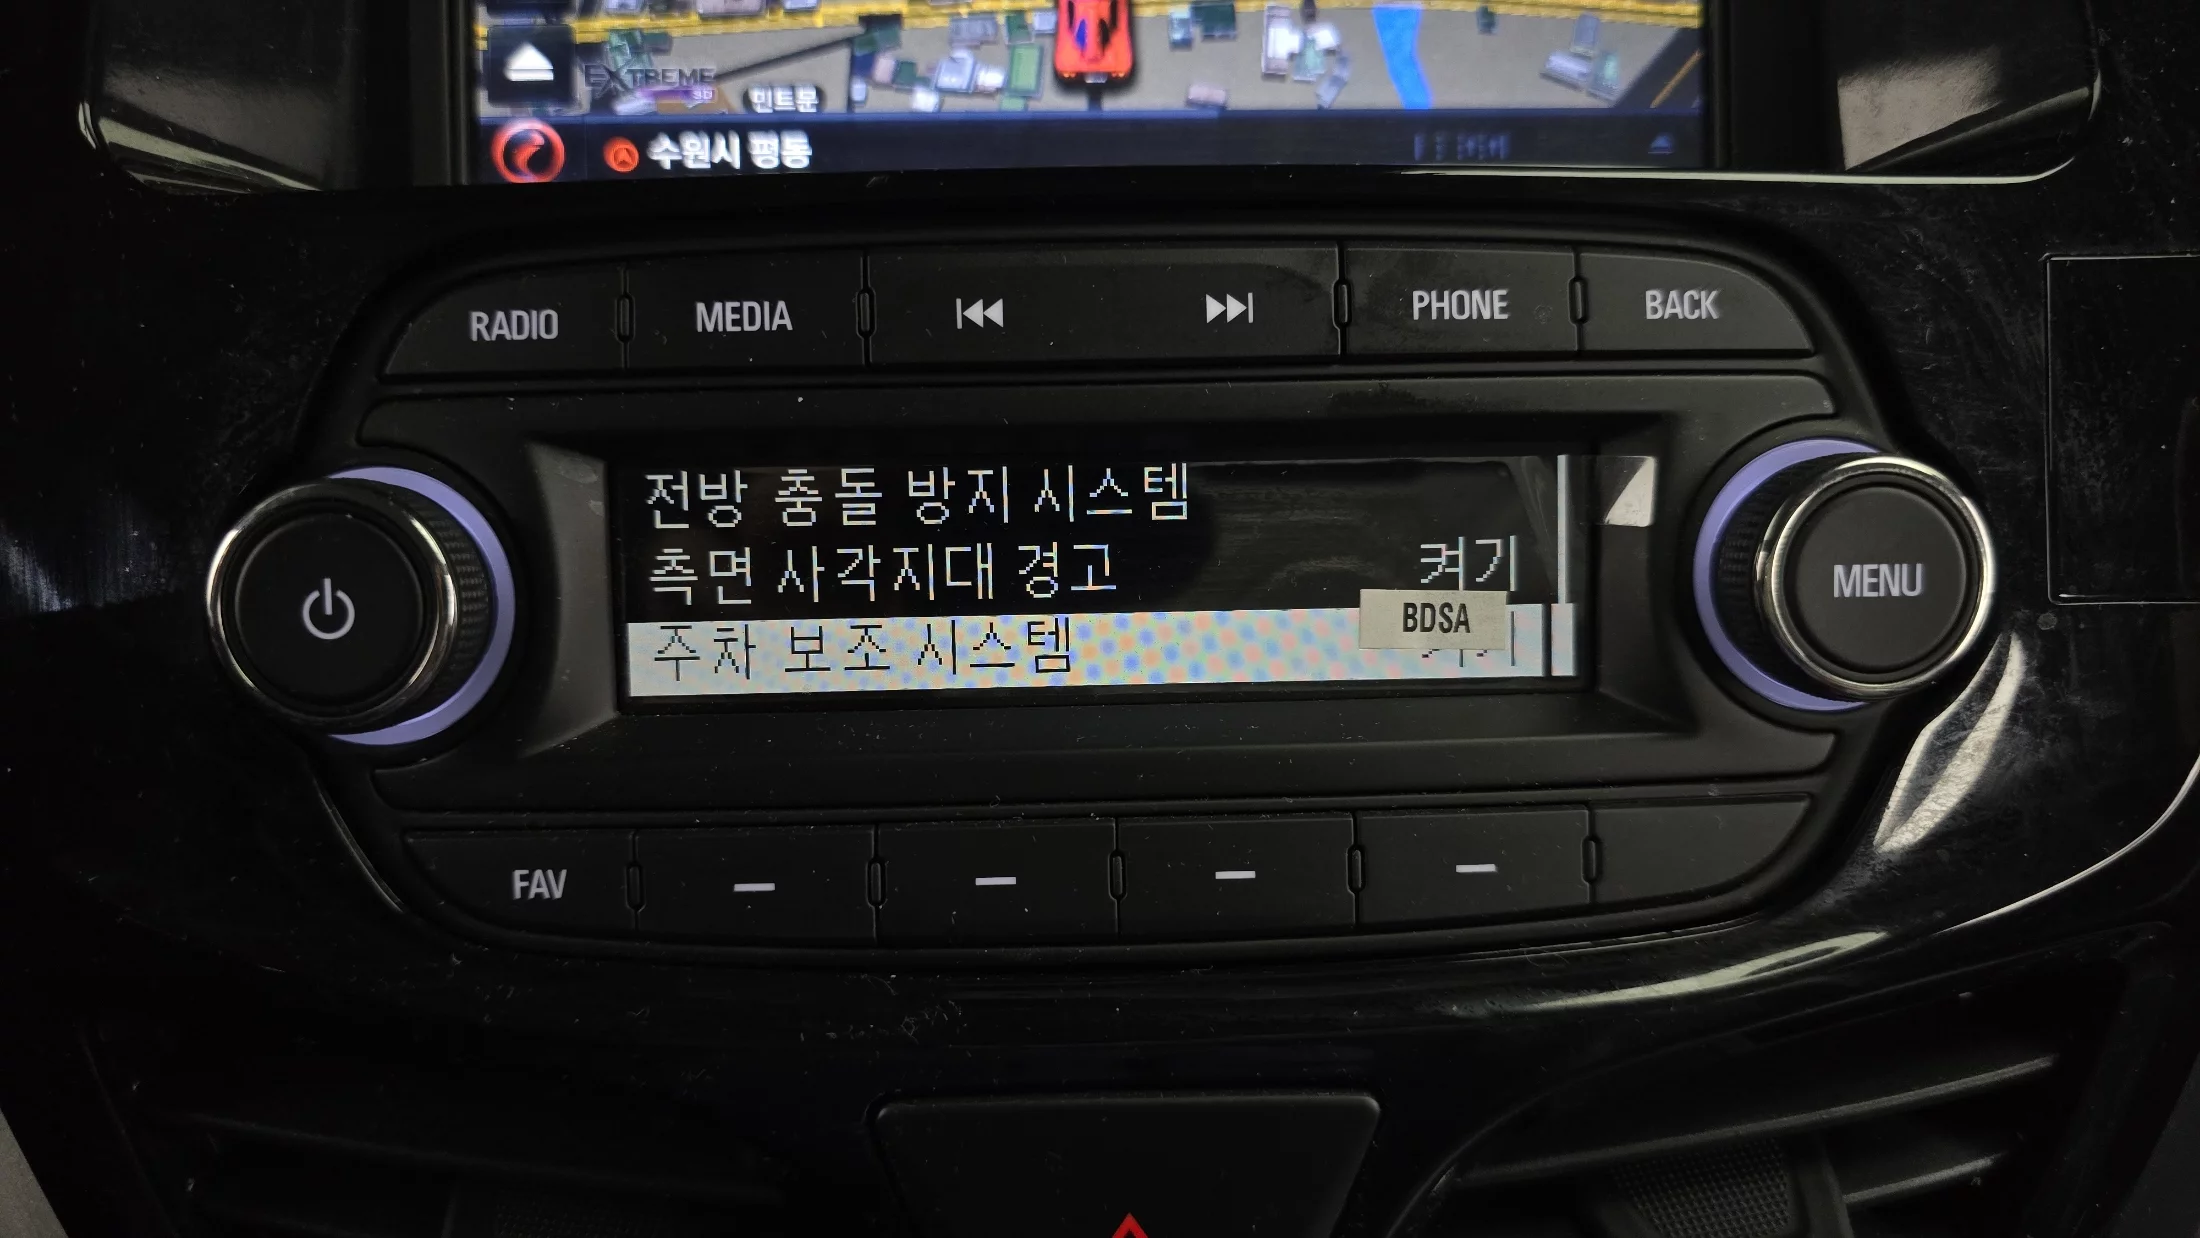 EXTREME
3D
민트문
수원시 평동
RADIO
MEDIA
PHONE
BACK
전방 충돌 방지 시스템
측면 사각지대 경고 켜기
주차 보조 시스템
BDSA
MENU
FAV